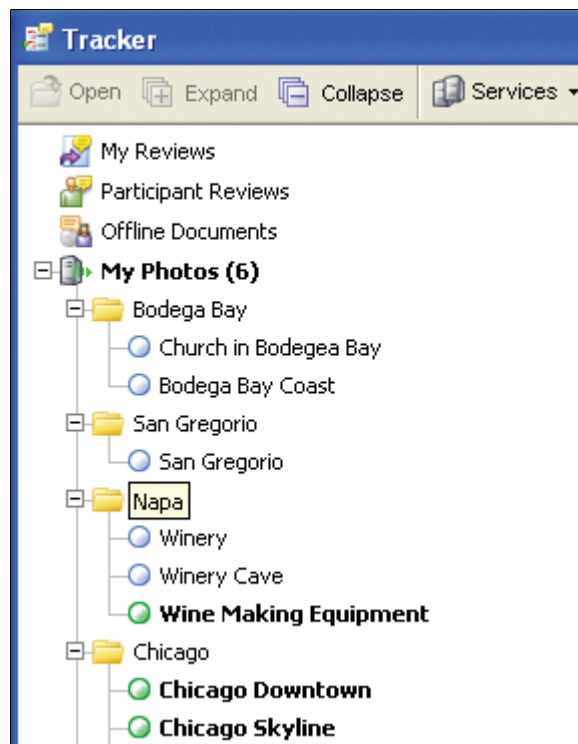 Tracker
Open Expand Collapse Services
My Reviews
Participant Reviews
Offline Documents
My Photos (6)
Bodega Bay
Church in Bodegea Bay
Bodega Bay Coast
San Gregorio
San Gregorio
Napa
Winery
Winery Cave
Wine Making Equipment
Chicago
Chicago Downtown
Chicago Skyline